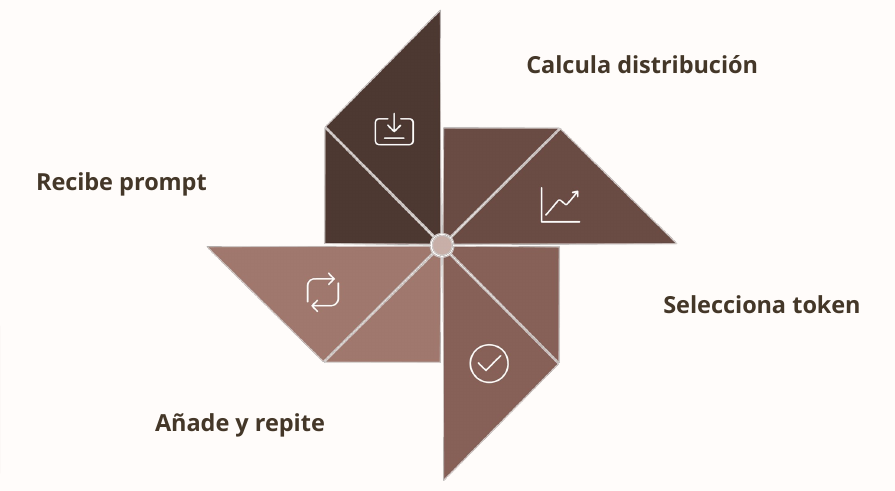 Recibe prompt
Calcula distribución
Selecciona token
Añade y repite